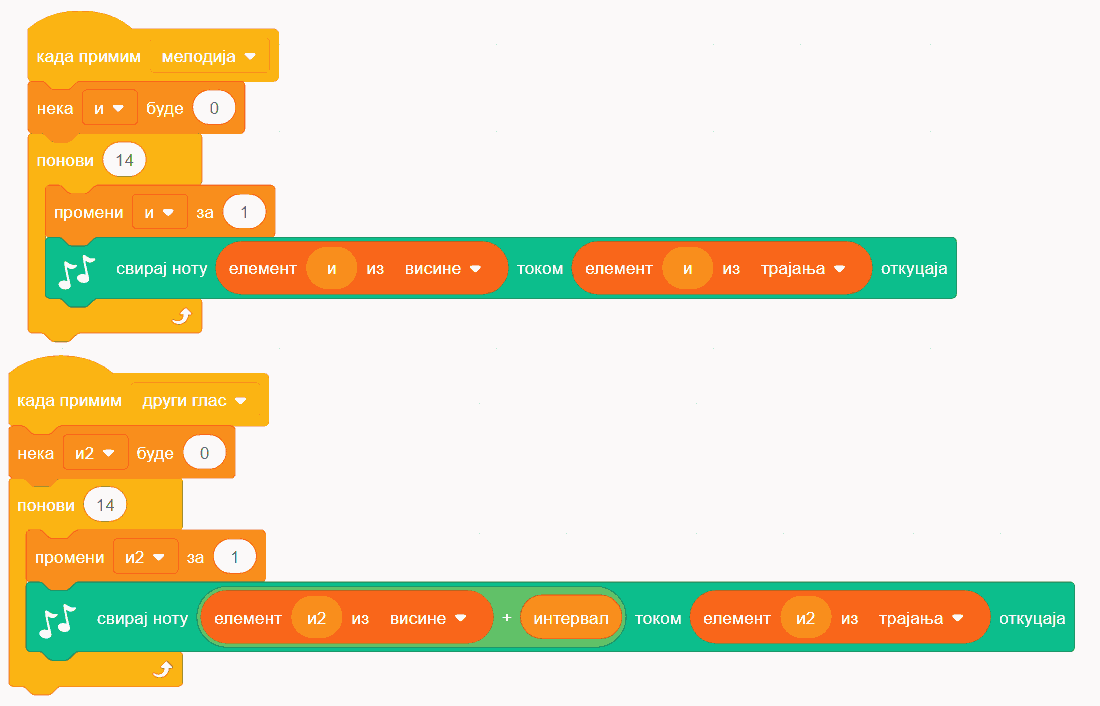 када примим мелодија
нека и буде 0
понови 14
промени и за 1
свирај ноту елемент и из висине током елемент и из трајања откуцаја
када примим други глас
нека и2 буде 0
понови 14
промени и2 за 1
свирај ноту елемент и2 из висине + интервал током елемент и2 из трајања откуцаја